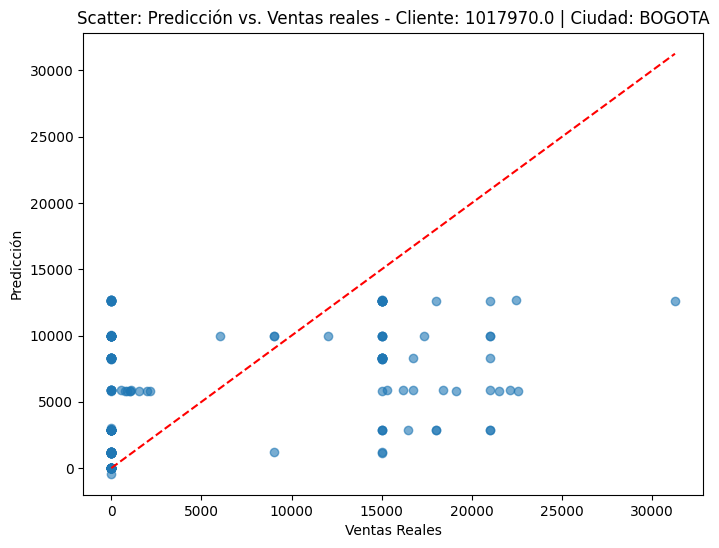 Scatter: Predicción vs. Ventas reales - Cliente: 1017970.0 | Ciudad: BOGOTA
30000
25000
20000
15000
10000
5000
0
Predicción
0 5000 10000 15000 20000 25000 30000
Ventas Reales